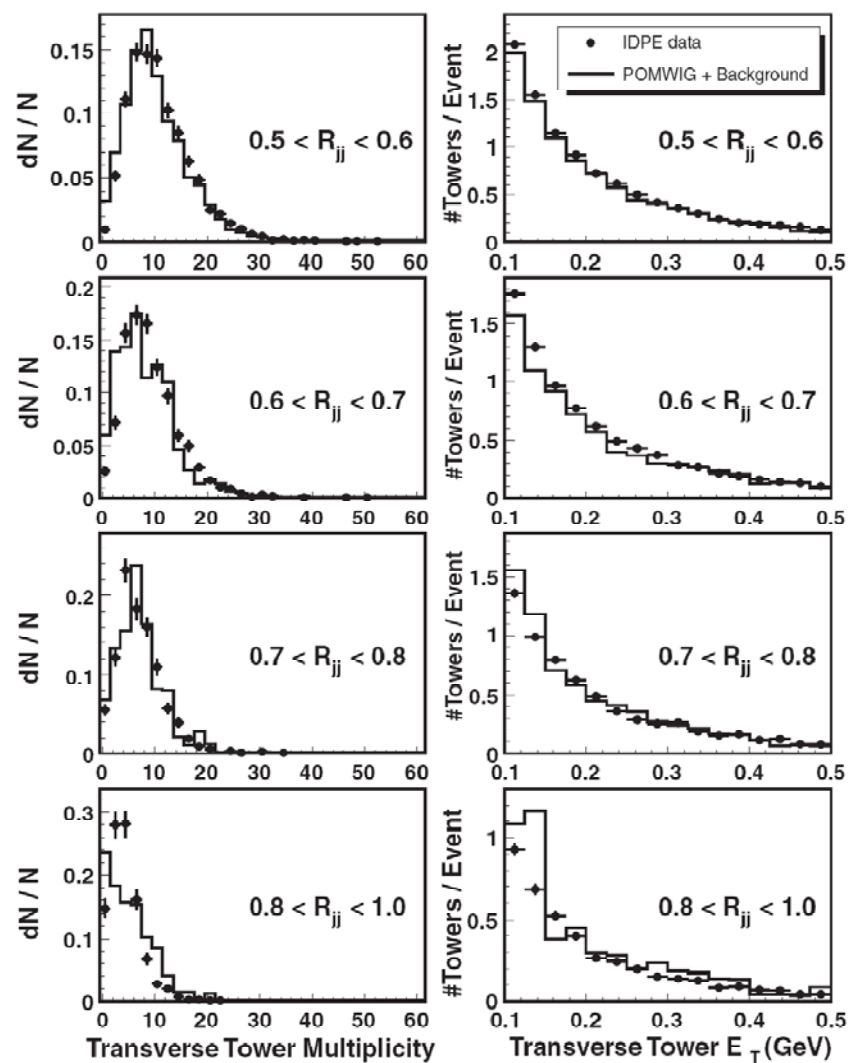 dN / N
0.15
0.1
0.05
0
0.5 < Rjj < 0.6
0 10 20 30 40 50 60
#Towers / Event
2
1.5
1
0.5
0
IDPE data
POMWIG + Background
0.5 < Rjj < 0.6
0.1 0.2 0.3 0.4 0.5
dN / N
0.2
0.15
0.1
0.05
0
0.6 < Rjj < 0.7
0 10 20 30 40 50 60
#Towers / Event
1.5
1
0.5
0
0.6 < Rjj < 0.7
0.1 0.2 0.3 0.4 0.5
dN / N
0.2
0.1
0
0.7 < Rjj < 0.8
0 10 20 30 40 50 60
#Towers / Event
1.5
1
0.5
0
0.7 < Rjj < 0.8
0.1 0.2 0.3 0.4 0.5
dN / N
0.3
0.2
0.1
0
0.8 < Rjj < 1.0
0 10 20 30 40 50 60
Transverse Tower Multiplicity
#Towers / Event
1
0.5
0
0.8 < Rjj < 1.0
0.1 0.2 0.3 0.4 0.5
Transverse Tower ET (GeV)